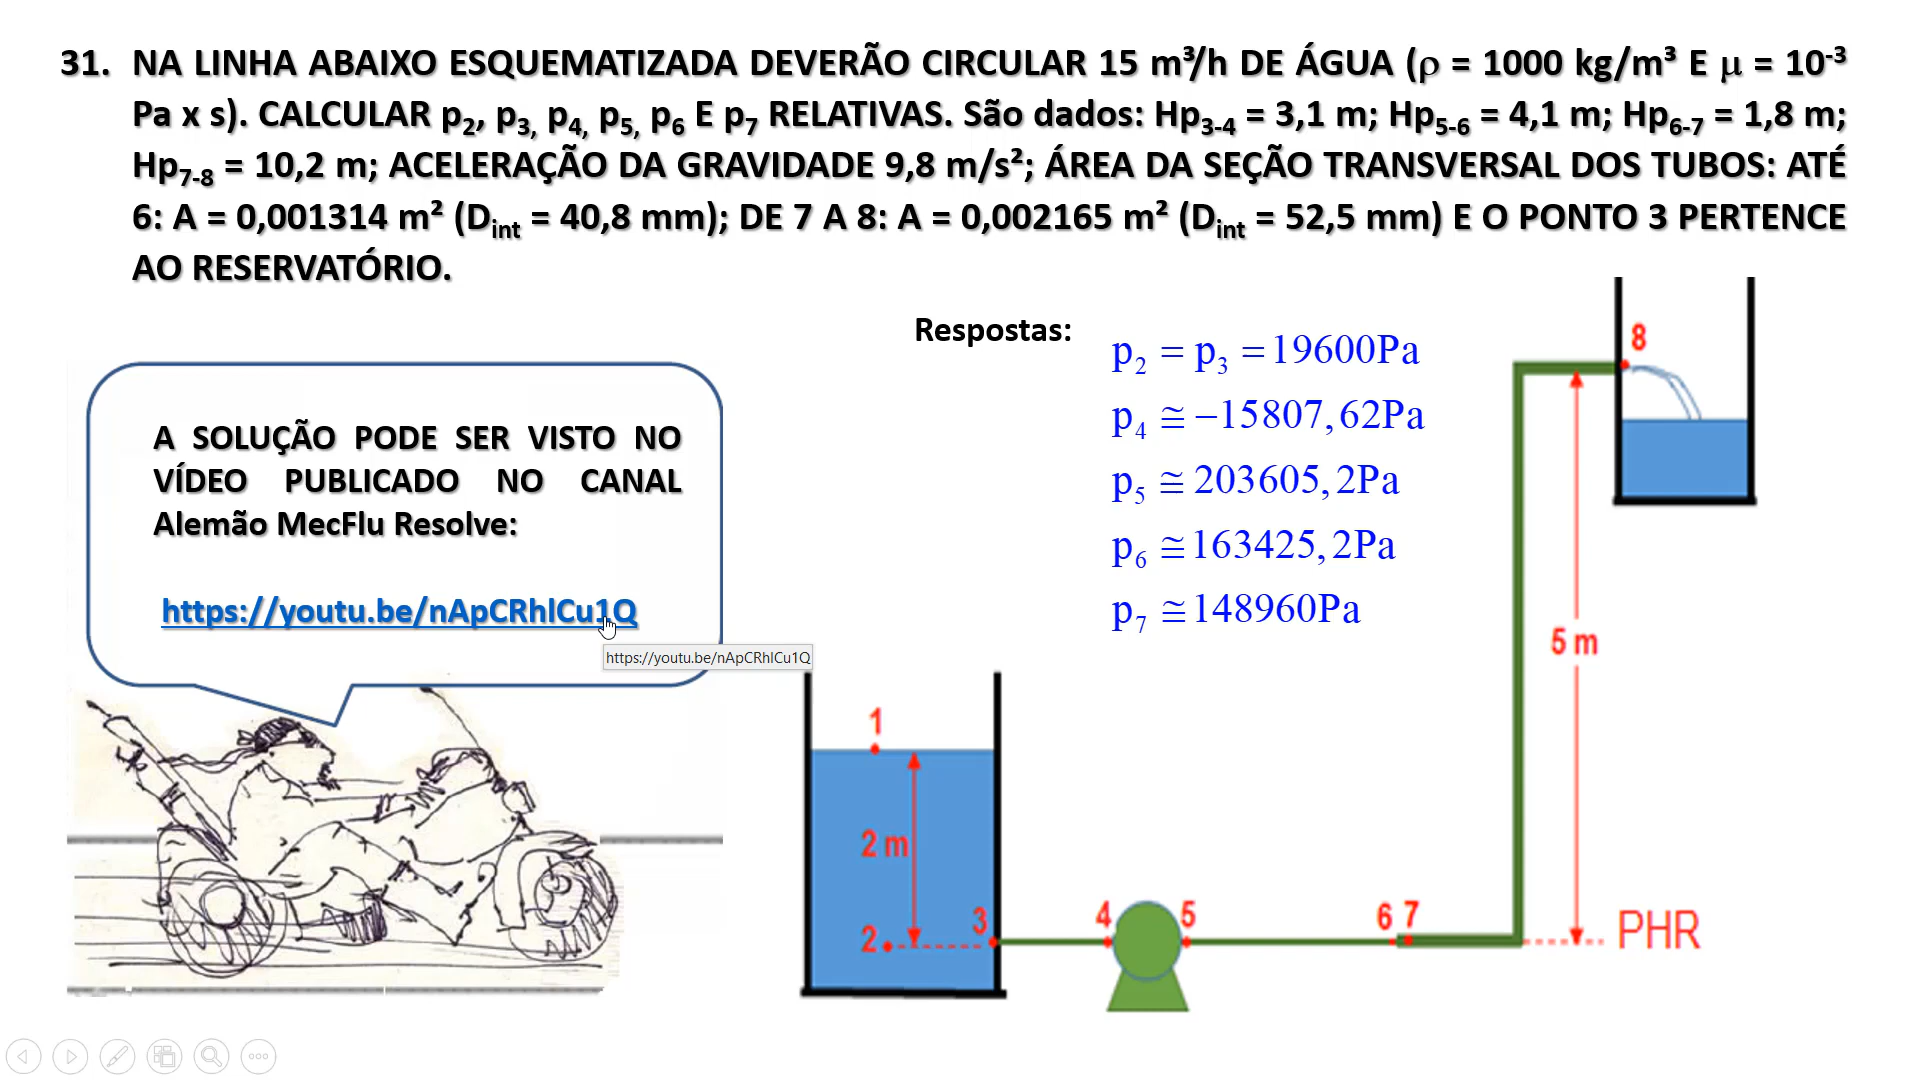 31. NA LINHA ABAIXO ESQUEMATIZADA DEVERÃO CIRCULAR 15 m³/h DE ÁGUA (ρ = 1000 kg/m³ E μ = 10⁻³
Pa x s). CALCULAR p₂, p₃, p₄, p₅, p₆ E p₇ RELATIVAS. São dados: Hp₃₋₄ = 3,1 m; Hp₅₋₆ = 4,1 m; Hp₆₋₇ = 1,8 m;
Hp₇₋₈ = 10,2 m; ACELERAÇÃO DA GRAVIDADE 9,8 m/s²; ÁREA DA SEÇÃO TRANSVERSAL DOS TUBOS: ATÉ
6: A = 0,001314 m² (Dint = 40,8 mm); DE 7 A 8: A = 0,002165 m² (Dint = 52,5 mm) E O PONTO 3 PERTENCE
AO RESERVATÓRIO.
Respostas:
p₂ = p₃ = 19600Pa
p₄ ≅ −15807,62Pa
p₅ ≅ 203605,2Pa
p₆ ≅ 163425,2Pa
p₇ ≅ 148960Pa
A SOLUÇÃO PODE SER VISTO NO
VÍDEO PUBLICADO NO CANAL
Alemão MecFlu Resolve:
https://youtu.be/nApCRhlCu1Q
https://youtu.be/nApCRhlCu1Q
8
5 m
1
2 m
2
3
4
5
6 7
PHR